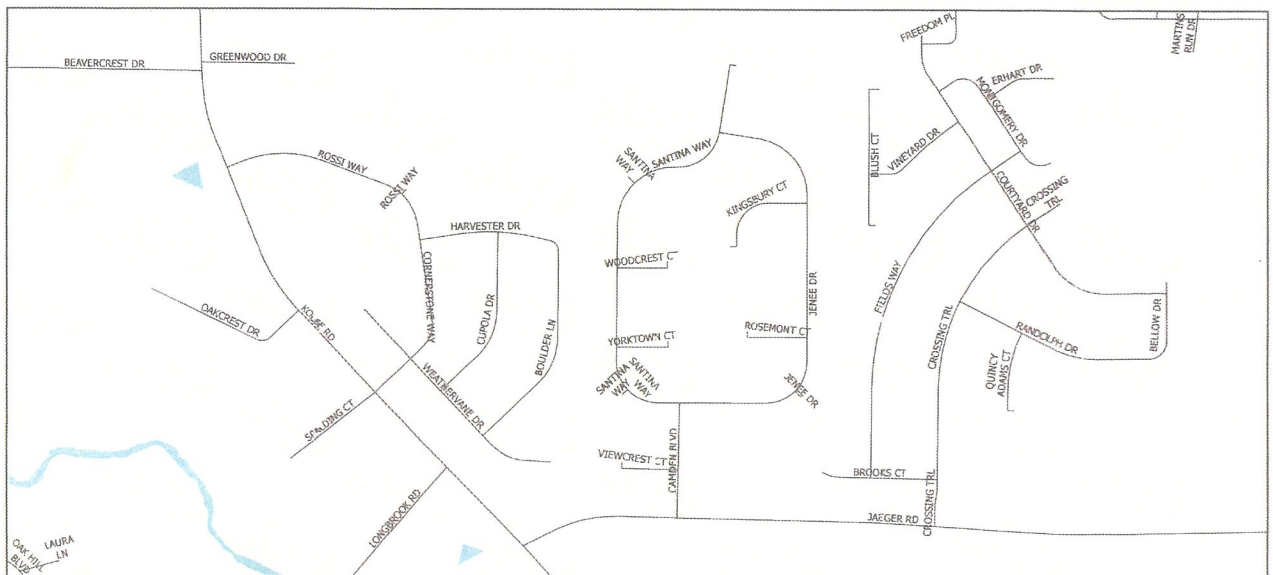 FREEDOM PL
MARTINS
RUN DR
GREENWOOD DR
BEAVERCREST DR
ERHART DR
MONTGOMERY DR
ROSSI WAY
SANTINA
WAY
SANTINA WAY
BLUSH CT
VINEYARD DR
ROSSI WAY
KINGSBURY CT
COURTYARD DR
CROSSING
TRL
HARVESTER DR
CORNERSTONE WAY
WOODCREST CT
JENEE DR
FIELDS WAY
OAKCREST DR
KOLBE RD
CUPOLA DR
BOULDER LN
YORKTOWN CT
ROSEMONT CT
CROSSING TRL
RANDOLPH DR
BELLOW DR
QUINCY
ADAMS CT
WEATHERVANE DR
SANTINA
WAY
SANTINA
WAY
JENEE DR
SPALDING CT
VIEWCREST CT
CAMDEN BLVD
BROOKS CT
CROSSING TRL
LONGBROOK RD
JAEGER RD
OAK HILL
BLVD
LAURA
LN